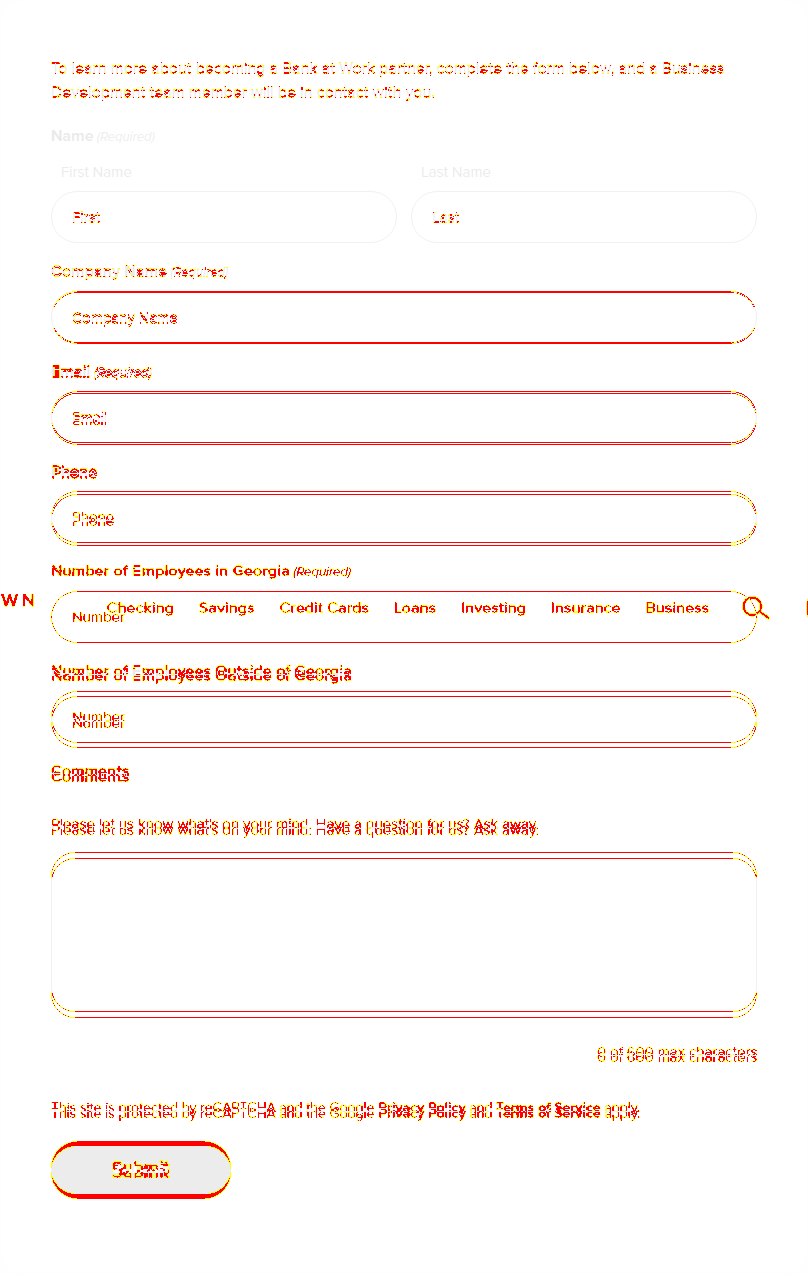 To learn more about becoming a Bank at Work partner, complete the form below, and a Business
Development team member will be in contact with you.
Name (Required)
First Name Last Name
First Last
Company Name (Required)
Company Name
Email (Required)
Email
Phone
Phone
Number of Employees in Georgia (Required)
W N Checking Savings Credit Cards Loans Investing Insurance Business
Number
Number of Employees Outside of Georgia
Number
Comments
Please let us know what's on your mind. Have a question for us? Ask away.
0 of 500 max characters
This site is protected by reCAPTCHA and the Google Privacy Policy and Terms of Service apply.
Submit